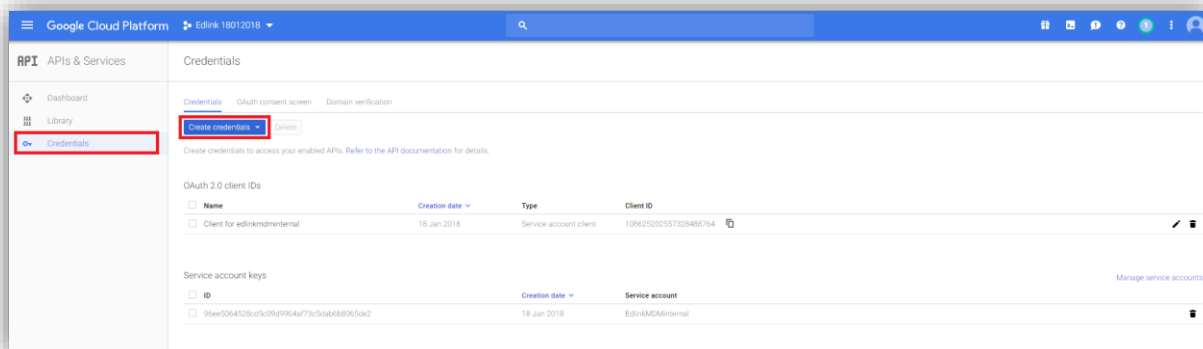 Google Cloud Platform Edlink 18012018
API APIs & Services Credentials
Dashboard
Library
Credentials
Credentials OAuth consent screen Domain verification
Create credentials Delete
Create credentials to access your enabled APIs. Refer to the API documentation for details.
OAuth 2.0 client IDs
Name Creation date Type Client ID
Client for edlinkmdminternal 18 Jan 2018 Service account client 108625202557328488764
Service account keys Manage service accounts
ID Creation date Service account
96ee5064528cd5c09d9964af73c5dab6b8065de2 18 Jan 2018 EdlinkMDMinternal